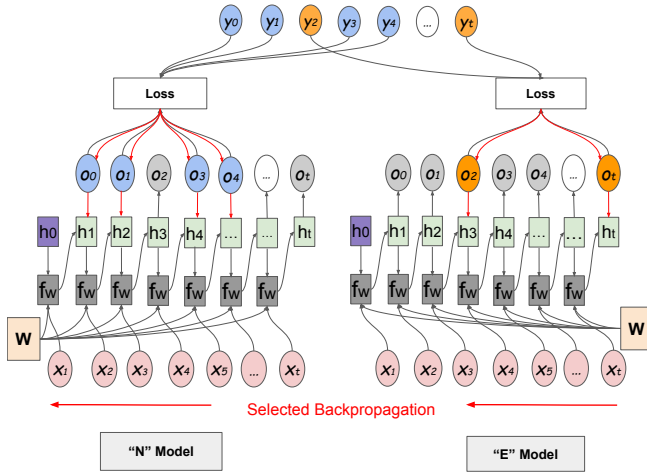 y0 y1 y2 y3 y4 ... yt
Loss Loss
o0 o1 o2 o3 o4 ... ot o0 o1 o2 o3 o4 ... ot
h0 h1 h2 h3 h4 ... ... ht h0 h1 h2 h3 h4 ... ... ht
fw fw fw fw fw fw fw fw fw fw fw fw fw fw
W W
x1 x2 x3 x4 x5 ... xt x1 x2 x3 x4 x5 ... xt
Selected Backpropagation
“N” Model “E” Model